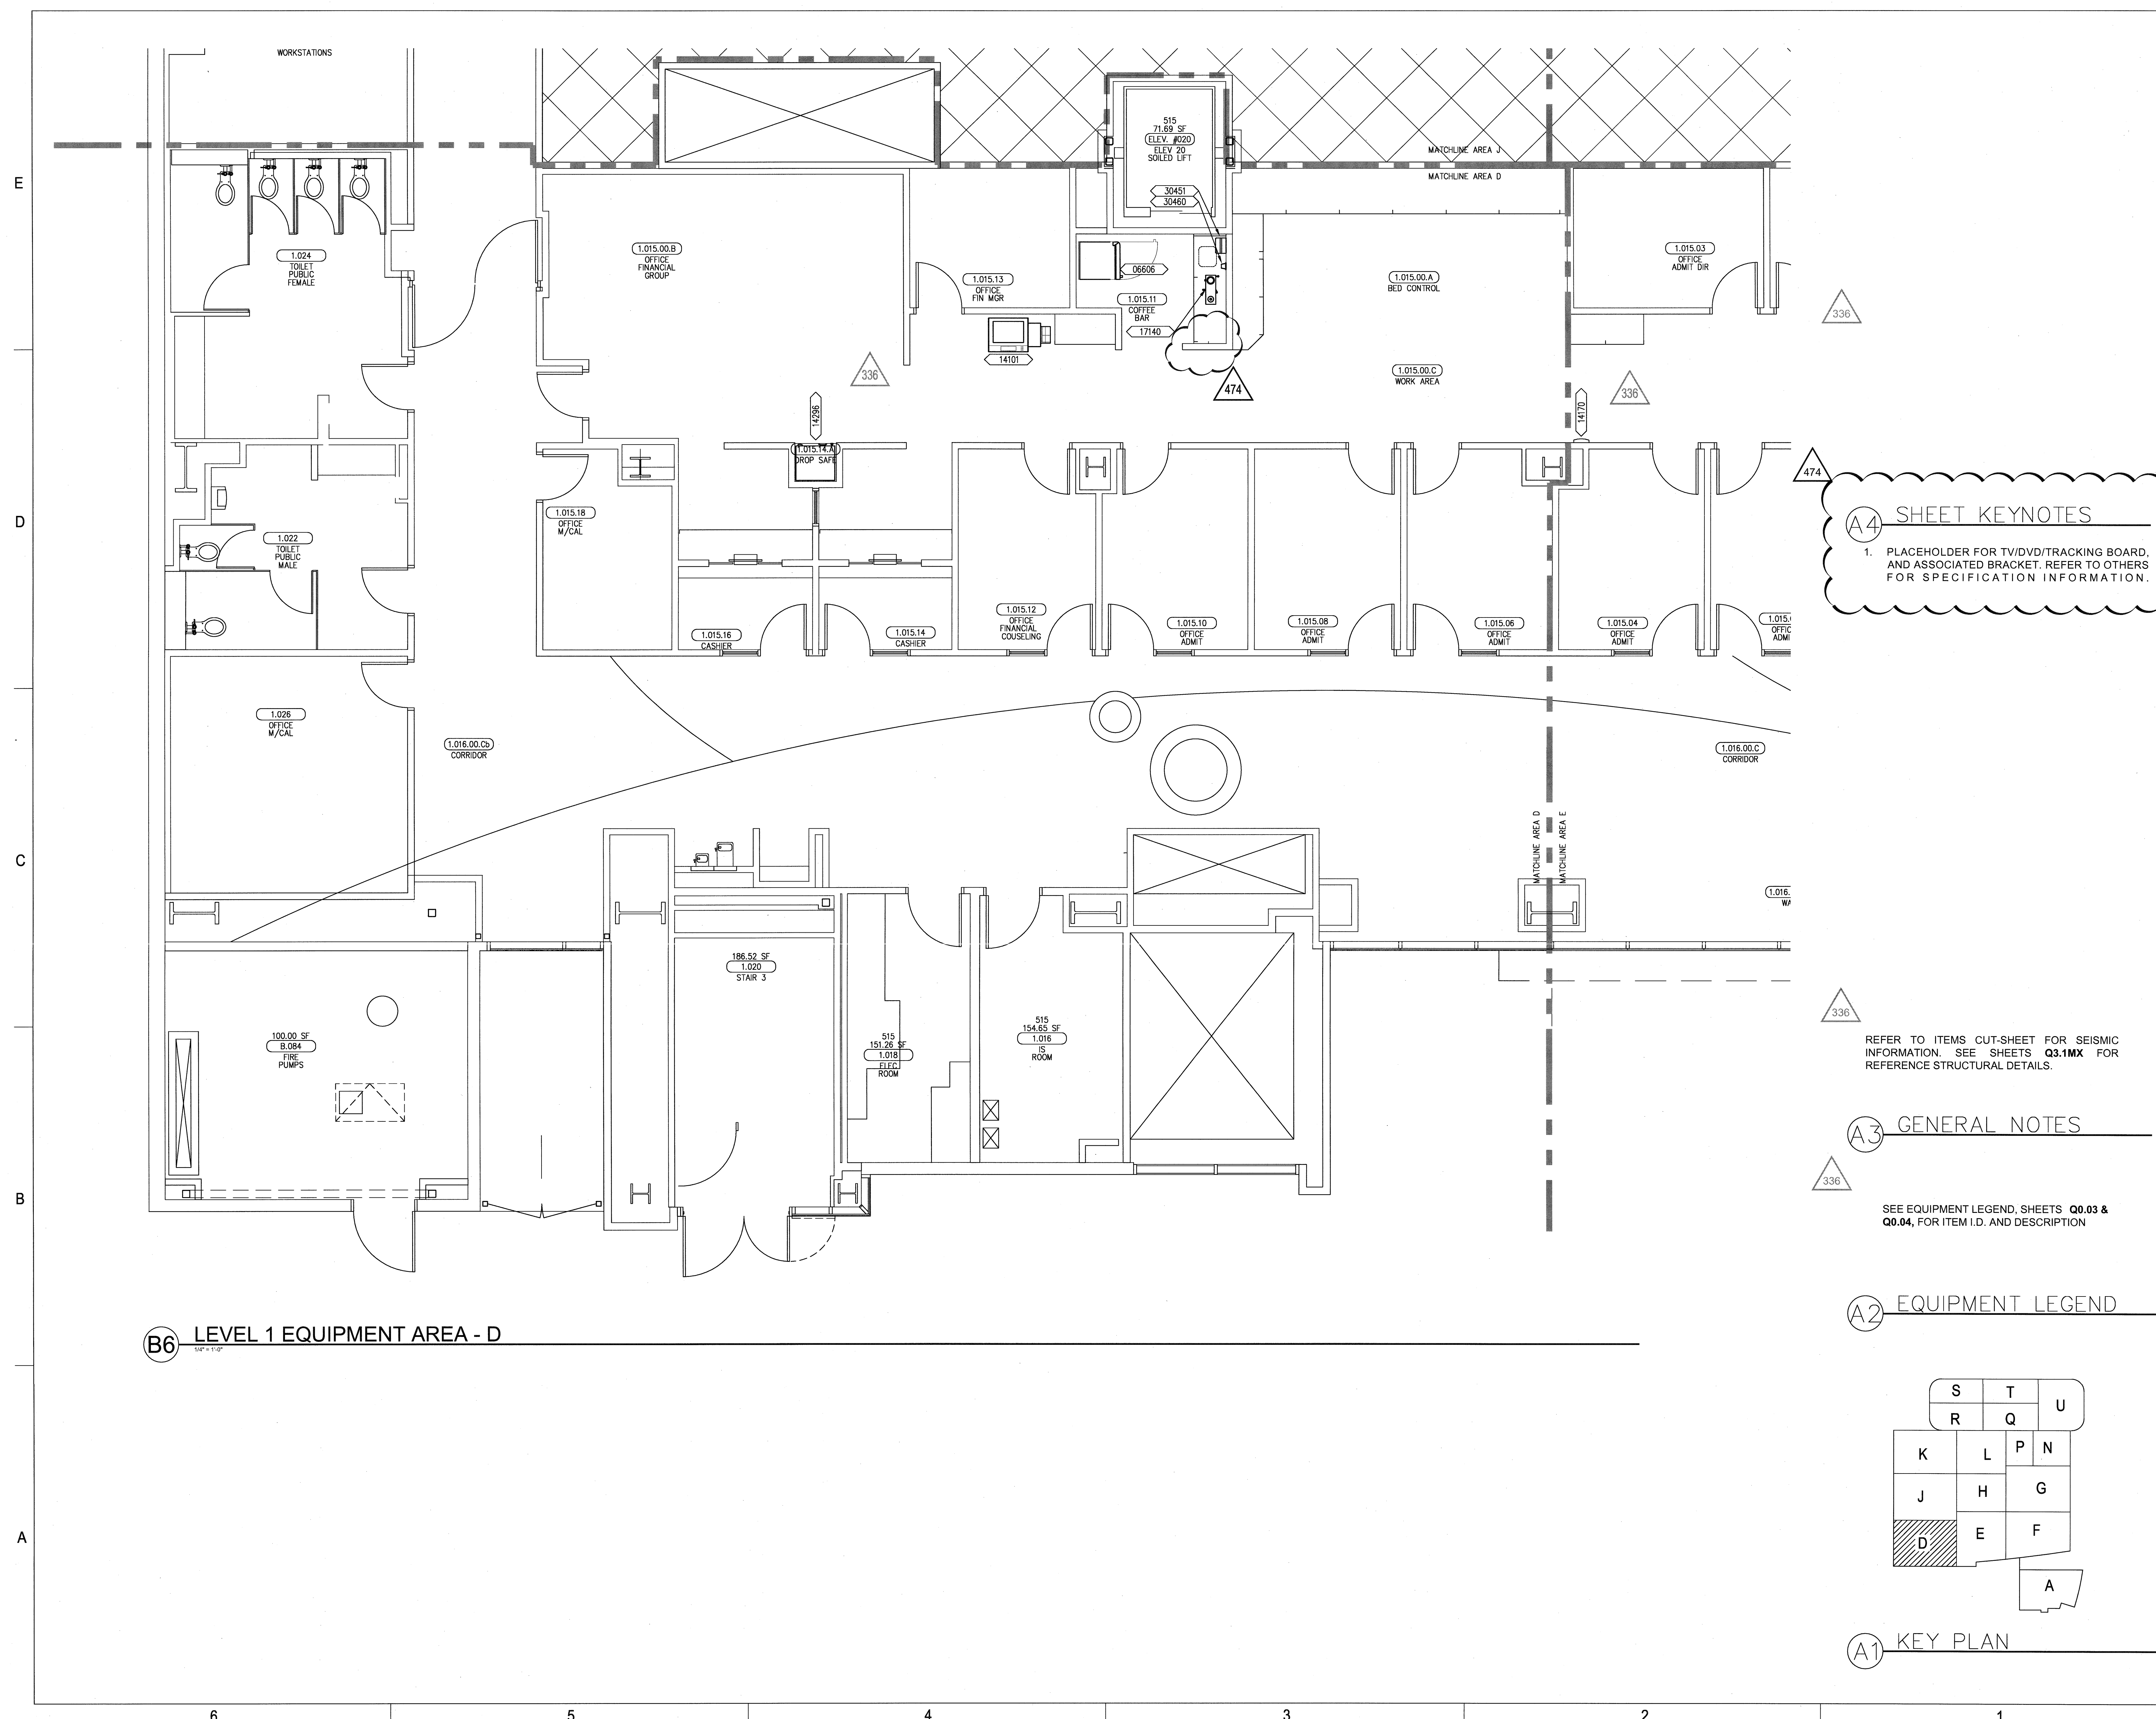 WORKSTATIONS
515
71.69 SF
ELEV. #020
ELEV 20
SOILED LIFT
MATCHLINE AREA J
MATCHLINE AREA D
30451
30460
E
1.024
TOILET
PUBLIC
FEMALE
1.015.00.B
OFFICE
FINANCIAL
GROUP
1.015.13
OFFICE
FIN MGR
06606
1.015.11
COFFEE
BAR
17140
14101
1.015.00.A
BED CONTROL
1.015.03
OFFICE
ADMIT DIR
336
336
474
1.015.00.C
WORK AREA
336
14296
14170
1.015.14.A
DROP SAFE
D
1.015.18
OFFICE
M/CAL
1.022
TOILET
PUBLIC
MALE
1.015.16
CASHIER
1.015.14
CASHIER
1.015.12
OFFICE
FINANCIAL
COUSELING
1.015.10
OFFICE
ADMIT
1.015.08
OFFICE
ADMIT
1.015.06
OFFICE
ADMIT
1.015.04
OFFICE
ADMIT
1.015.
OFFIC
ADMI
474
A4 SHEET KEYNOTES
1. PLACEHOLDER FOR TV/DVD/TRACKING BOARD,
AND ASSOCIATED BRACKET. REFER TO OTHERS
FOR SPECIFICATION INFORMATION.
1.026
OFFICE
M/CAL
1.016.00.Cb
CORRIDOR
1.016.00.C
CORRIDOR
MATCHLINE AREA D
MATCHLINE AREA E
C
1.016.
WA
186.52 SF
1.020
STAIR 3
100.00 SF
B.084
FIRE
PUMPS
515
151.26 SF
1.018
ELEC
ROOM
515
154.65 SF
1.016
IS
ROOM
336
REFER TO ITEMS CUT-SHEET FOR SEISMIC
INFORMATION. SEE SHEETS Q3.1MX FOR
REFERENCE STRUCTURAL DETAILS.
A3 GENERAL NOTES
B
336
SEE EQUIPMENT LEGEND, SHEETS Q0.03 &
Q0.04, FOR ITEM I.D. AND DESCRIPTION
A2 EQUIPMENT LEGEND
B6 LEVEL 1 EQUIPMENT AREA - D
1/4" = 1'-0"
S T U
R Q
K L P N
J H G
D E F
A
A
A1 KEY PLAN
6 5 4 3 2 1